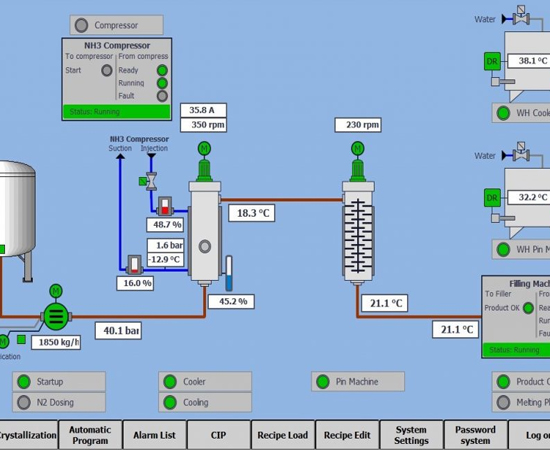 Compressor
NH3 Compressor
To compressor
From compress
Start
Ready
Running
Fault
Status: Running
35.8 A
350 rpm
M
NH3 Compressor
Suction Injection
48.7 %
1.6 bar
-12.9 °C
16.0 %
18.3 °C
45.2 %
230 rpm
M
21.1 °C
21.1 °C
Water
DR
38.1 °C
WH Coole
Water
DR
32.2 °C
WH Pin M
Filling Mach
To Filler
Fro
Product OK
Rea
Run
Fau
Status: Running
M
M
1850 kg/h
40.1 bar
ication
Startup
N2 Dosing
Cooler
Cooling
Pin Machine
Product O
Melting Pl
Crystallization
Automatic
Program
Alarm List
CIP
Recipe Load
Recipe Edit
System
Settings
Password
system
Log o